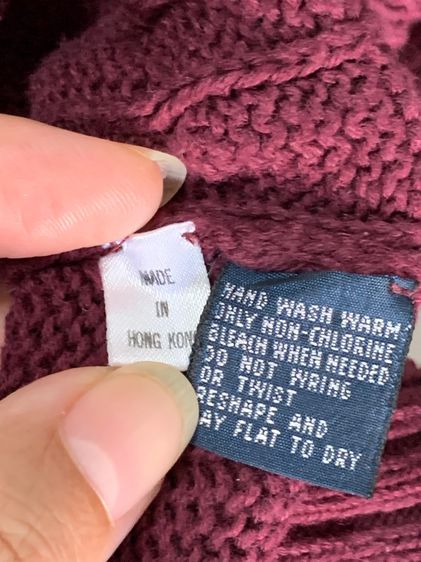 MADE
IN
HONG KONG
HAND WASH WARM
ONLY NON-CHLORINE
BLEACH WHEN NEEDED
DO NOT WRING
OR TWIST
RESHAPE AND
LAY FLAT TO DRY